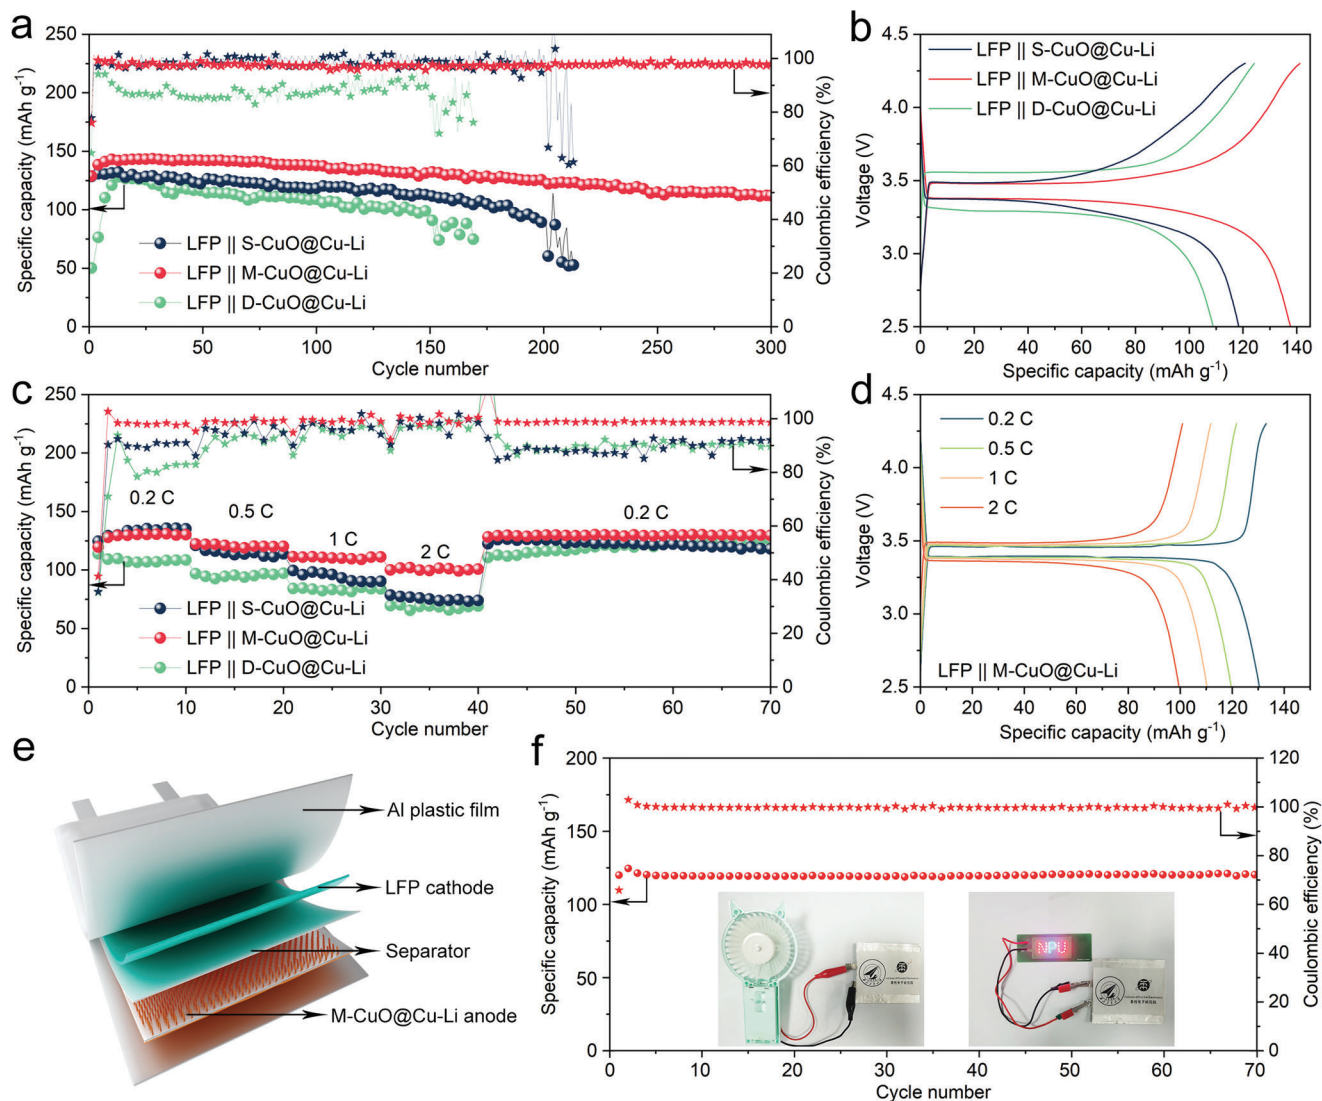 a
250
200
150
100
50
0
Specific capacity (mAh g⁻¹)
100
80
60
40
20
0
Coulombic efficiency (%)
LFP || S-CuO@Cu-Li
LFP || M-CuO@Cu-Li
LFP || D-CuO@Cu-Li
0 50 100 150 200 250 300
Cycle number
b
4.5
4.0
3.5
3.0
2.5
Voltage (V)
LFP || S-CuO@Cu-Li
LFP || M-CuO@Cu-Li
LFP || D-CuO@Cu-Li
0 20 40 60 80 100 120 140
Specific capacity (mAh g⁻¹)
c
250
200
150
100
50
0
Specific capacity (mAh g⁻¹)
100
80
60
40
20
0
Coulombic efficiency (%)
0.2 C
0.5 C
1 C
2 C
0.2 C
LFP || S-CuO@Cu-Li
LFP || M-CuO@Cu-Li
LFP || D-CuO@Cu-Li
0 10 20 30 40 50 60 70
Cycle number
d
4.5
4.0
3.5
3.0
2.5
Voltage (V)
0.2 C
0.5 C
1 C
2 C
LFP || M-CuO@Cu-Li
0 20 40 60 80 100 120 140
Specific capacity (mAh g⁻¹)
e
Al plastic film
LFP cathode
Separator
M-CuO@Cu-Li anode
f
200
150
100
50
0
Specific capacity (mAh g⁻¹)
120
100
80
60
40
20
0
Coulombic efficiency (%)
NPU
0 10 20 30 40 50 60 70
Cycle number